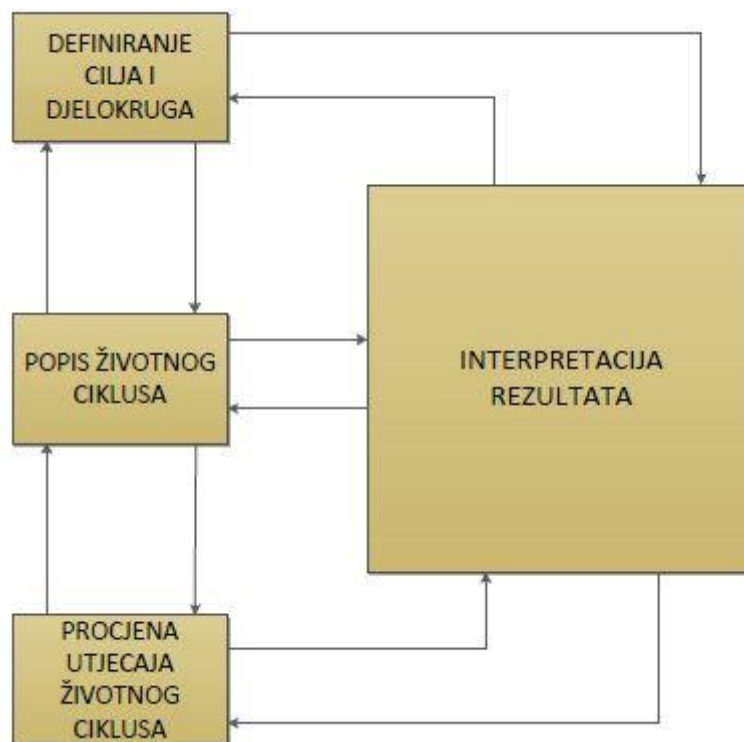 DEFINIRANJE
CILJA I
DJELOKRUGA
POPIS ŽIVOTNOG
CIKLUSA
INTERPRETACIJA
REZULTATA
PROCJENA
UTJECAJA
ŽIVOTNOG
CIKLUSA